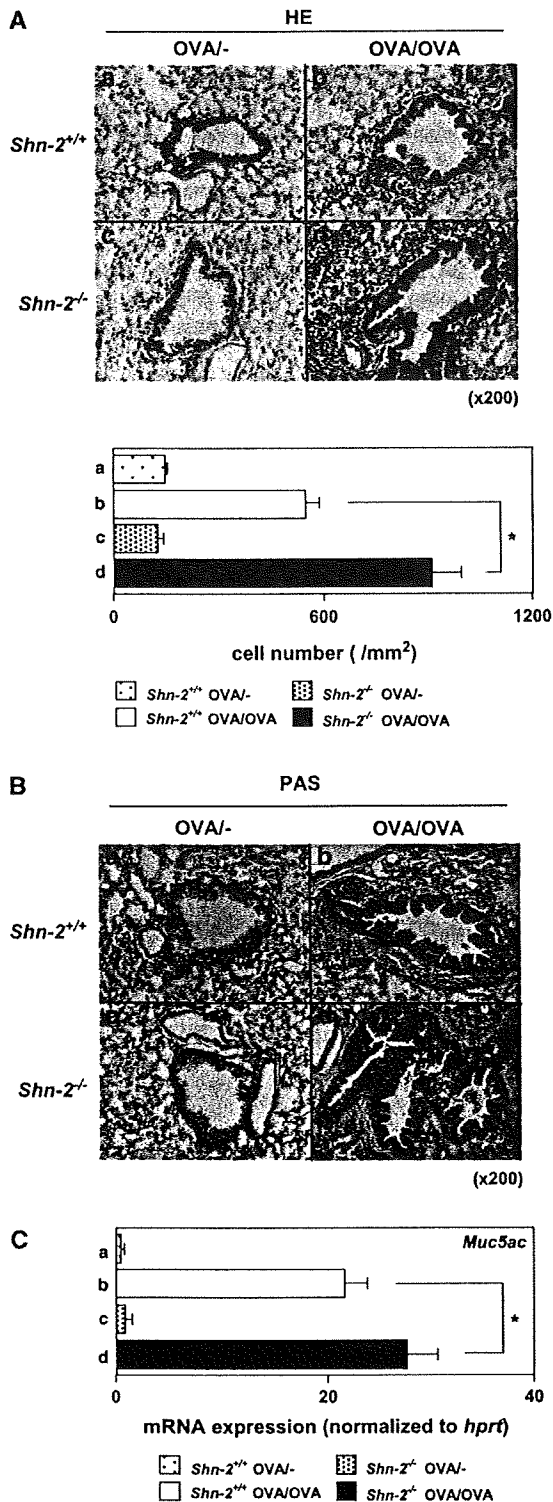 A
HE
OVA/- OVA/OVA
a b
Shn-2+/+
c
Shn-2-/-
(x200)
a
b
c
d
*
0 600 1200
cell number ( /mm2)
Shn-2+/+ OVA/- Shn-2-/- OVA/-
Shn-2+/+ OVA/OVA Shn-2-/- OVA/OVA
B
PAS
OVA/- OVA/OVA
b
Shn-2+/+
Shn-2-/-
(x200)
C
Muc5ac
a
b
c
d
*
0 20 40
mRNA expression (normalized to hprt)
Shn-2+/+ OVA/- Shn-2-/- OVA/-
Shn-2+/+ OVA/OVA Shn-2-/- OVA/OVA